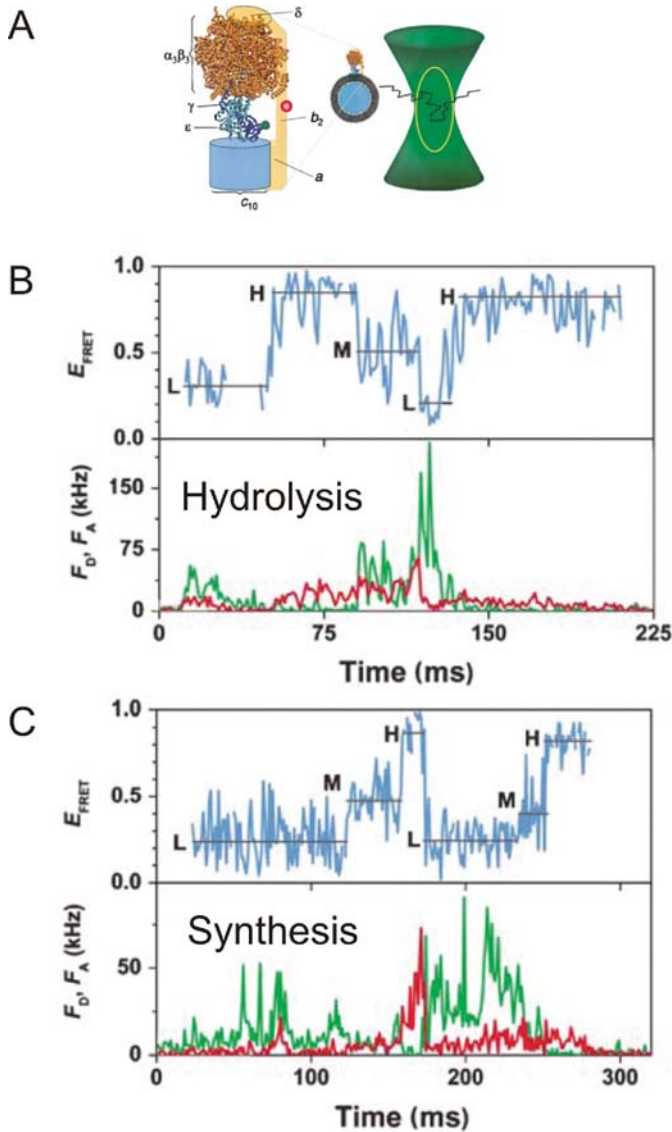 A
δ
α3β3
γ
ε
b2
a
c10
B
1.0
0.5
0.0
EFRET
L
H
M
L
H
Hydrolysis
150
75
0
FD, FA (kHz)
0 75 150 225
Time (ms)
C
1.0
0.5
0.0
EFRET
L
M
H
L
M
H
Synthesis
50
0
FD, FA (kHz)
0 100 200 300
Time (ms)